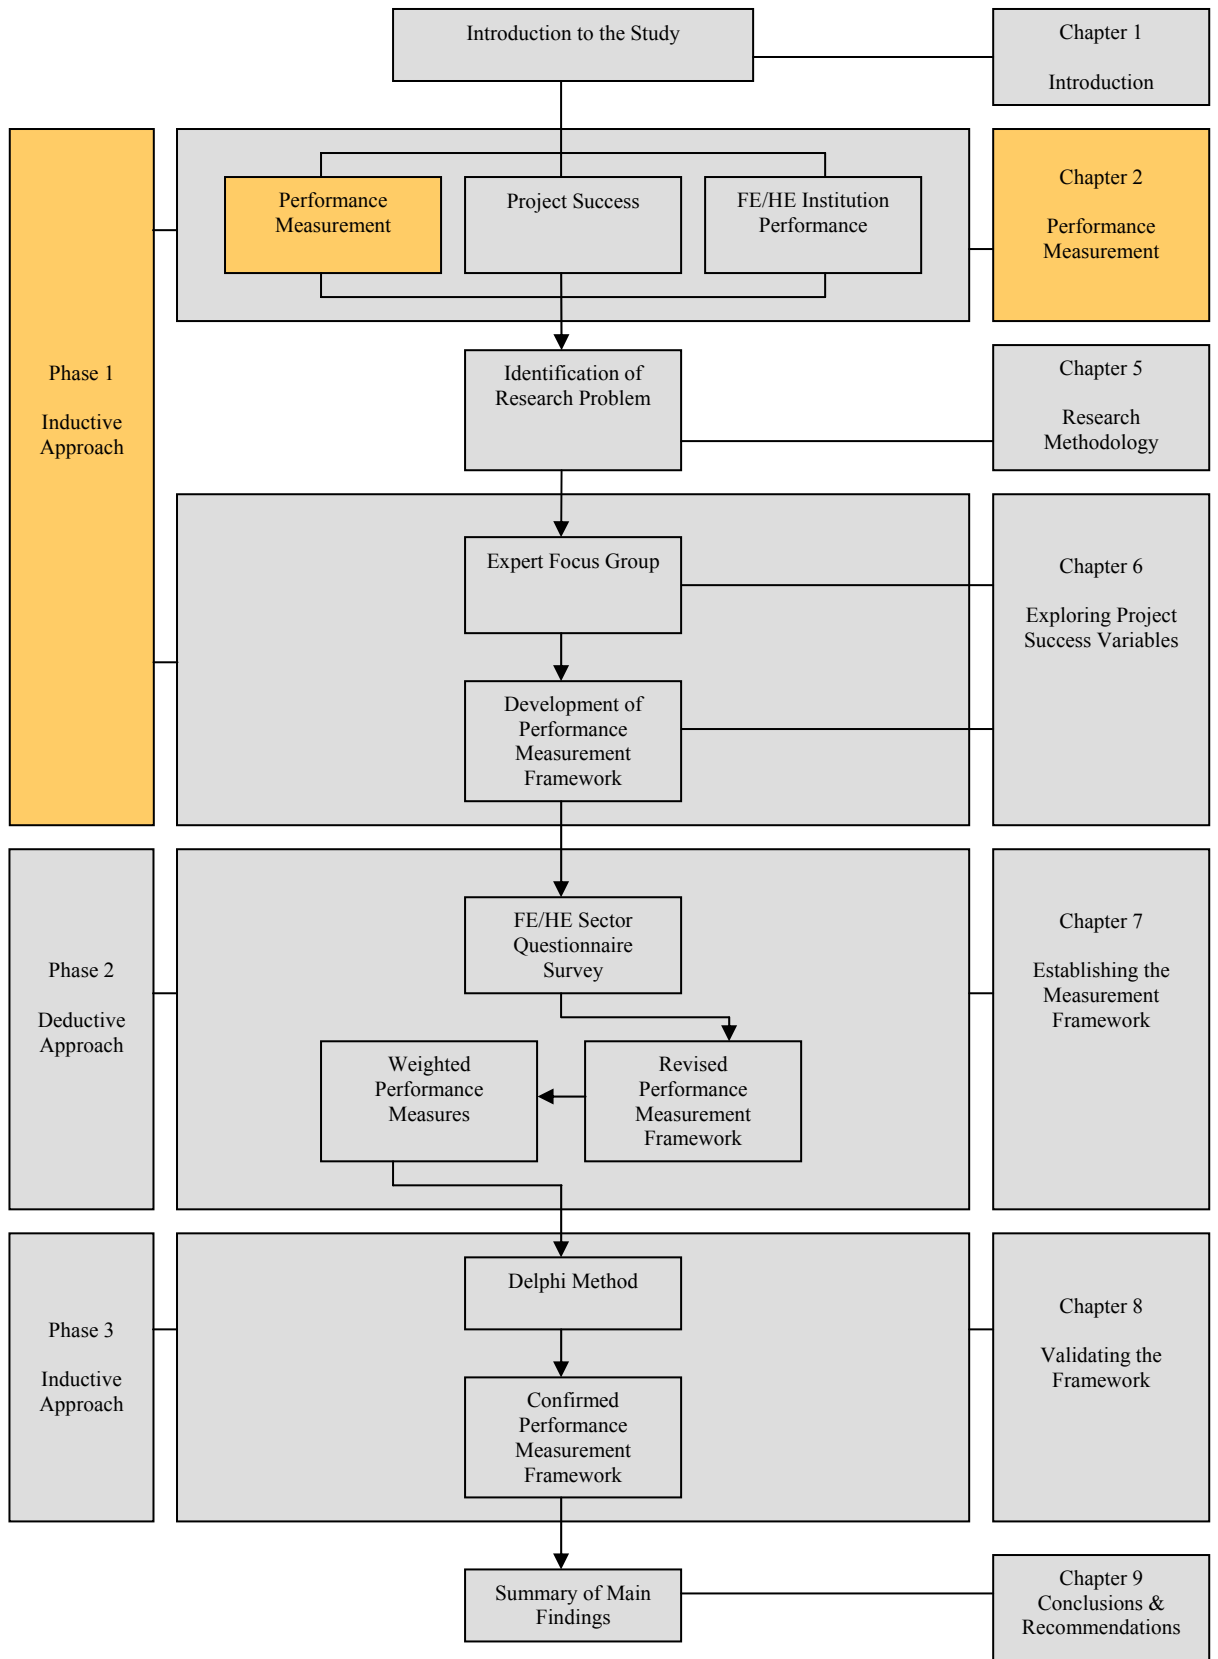 Introduction to the Study
Chapter 1
Introduction
Performance
Measurement
Project Success
FE/HE Institution
Performance
Chapter 2
Performance
Measurement
Phase 1
Inductive
Approach
Identification of
Research Problem
Chapter 5
Research
Methodology
Expert Focus Group
Chapter 6
Exploring Project
Success Variables
Development of
Performance
Measurement
Framework
Phase 2
Deductive
Approach
FE/HE Sector
Questionnaire
Survey
Chapter 7
Establishing the
Measurement
Framework
Weighted
Performance
Measures
Revised
Performance
Measurement
Framework
Phase 3
Inductive
Approach
Delphi Method
Chapter 8
Validating the
Framework
Confirmed
Performance
Measurement
Framework
Summary of Main
Findings
Chapter 9
Conclusions &
Recommendations